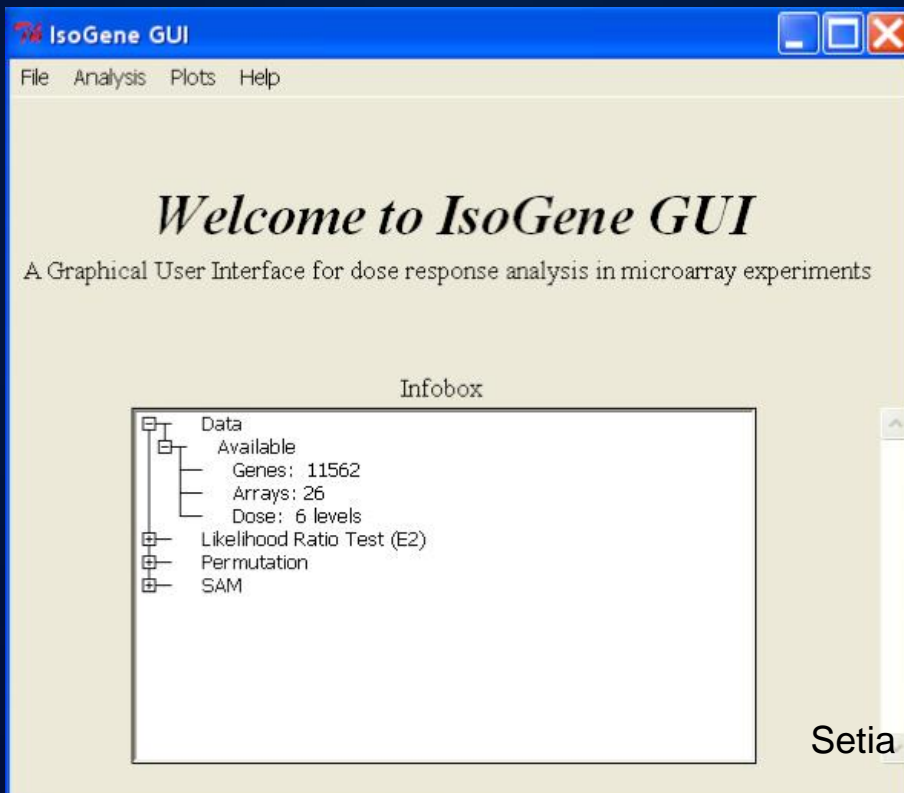 IsoGene GUI
File Analysis Plots Help
Welcome to IsoGene GUI
A Graphical User Interface for dose response analysis in microarray experiments
Infobox
Data
Available
Genes: 11562
Arrays: 26
Dose: 6 levels
Likelihood Ratio Test (E2)
Permutation
SAM
Setia